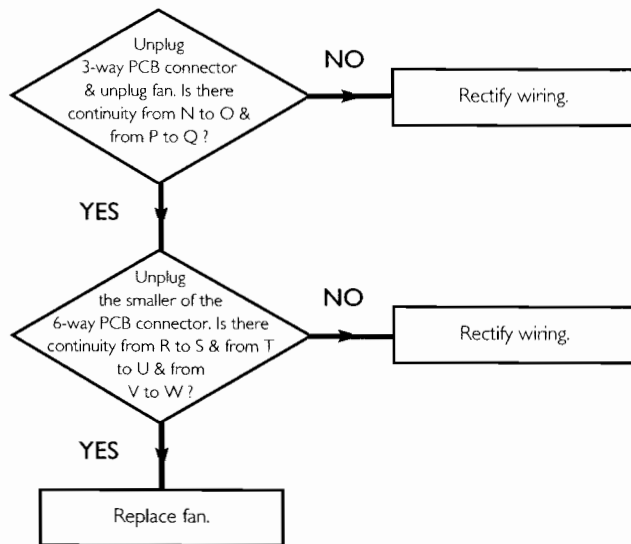 Unplug
3-way PCB connector
& unplug fan. Is there
continuity from N to O &
from P to Q ?
NO
Rectify wiring.
YES
Unplug
the smaller of the
6-way PCB connector. Is there
continuity from R to S & from T
to U & from
V to W ?
NO
Rectify wiring.
YES
Replace fan.